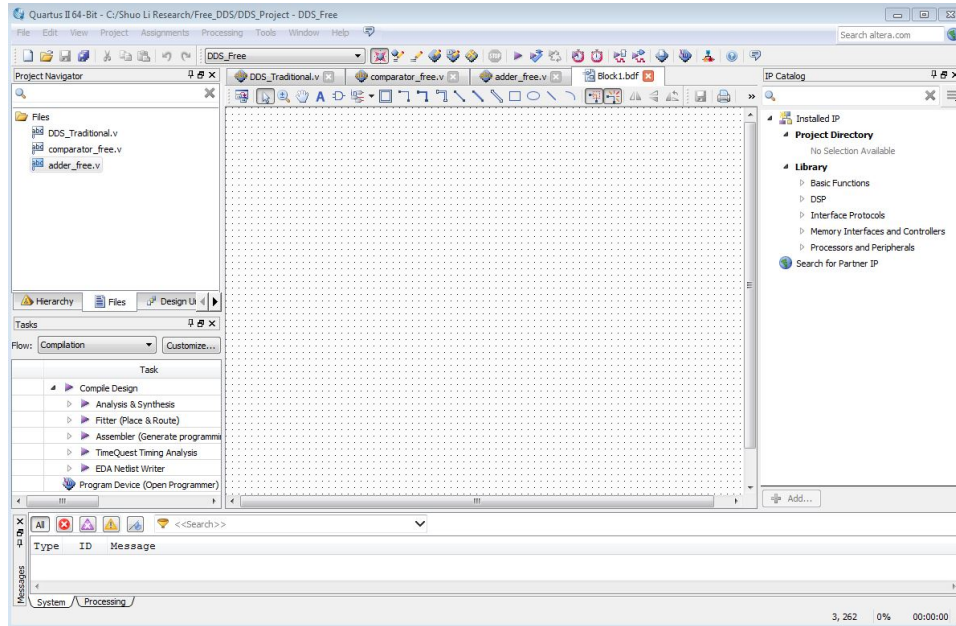 Quartus II 64-Bit - C:/Shuo Li Research/Free_DDS/DDS_Project - DDS_Free
File Edit View Project Assignments Processing Tools Window Help
Search altera.com
DDS_Free
Project Navigator
Files
DDS_Traditional.v
comparator_free.v
adder_free.v
Hierarchy Files Design Ui
Tasks
Flow: Compilation Customize...
Task
Compile Design
Analysis & Synthesis
Fitter (Place & Route)
Assembler (Generate programmi
TimeQuest Timing Analysis
EDA Netlist Writer
Program Device (Open Programmer)
DDS_Traditional.v comparator_free.v adder_free.v Block1.bdf
A
»
IP Catalog
Installed IP
Project Directory
No Selection Available
Library
Basic Functions
DSP
Interface Protocols
Memory Interfaces and Controllers
Processors and Peripherals
Search for Partner IP
Add...
All <<Search>>
Type ID Message
Messages
System Processing
3, 262 0% 00:00:00